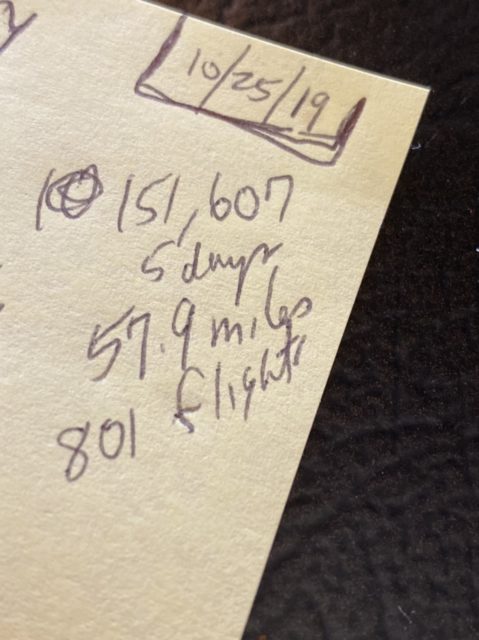 10/25/19
151,607
5 days
57.9 miles
801 flights